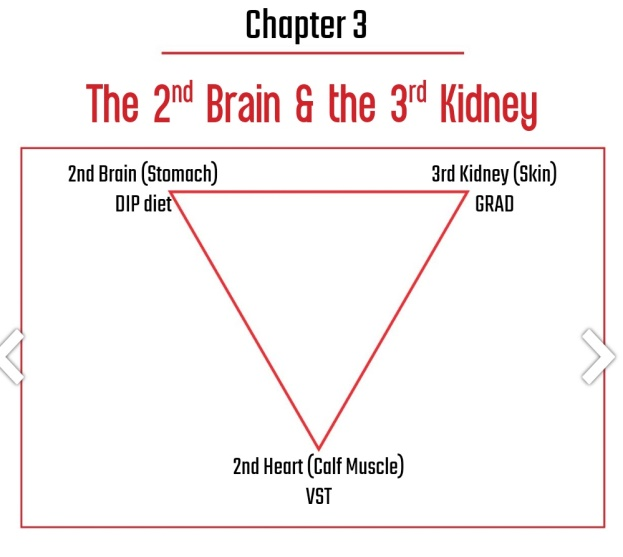 Chapter 3
The 2nd Brain & the 3rd Kidney
2nd Brain (Stomach)
DIP diet
3rd Kidney (Skin)
GRAD
2nd Heart (Calf Muscle)
VST